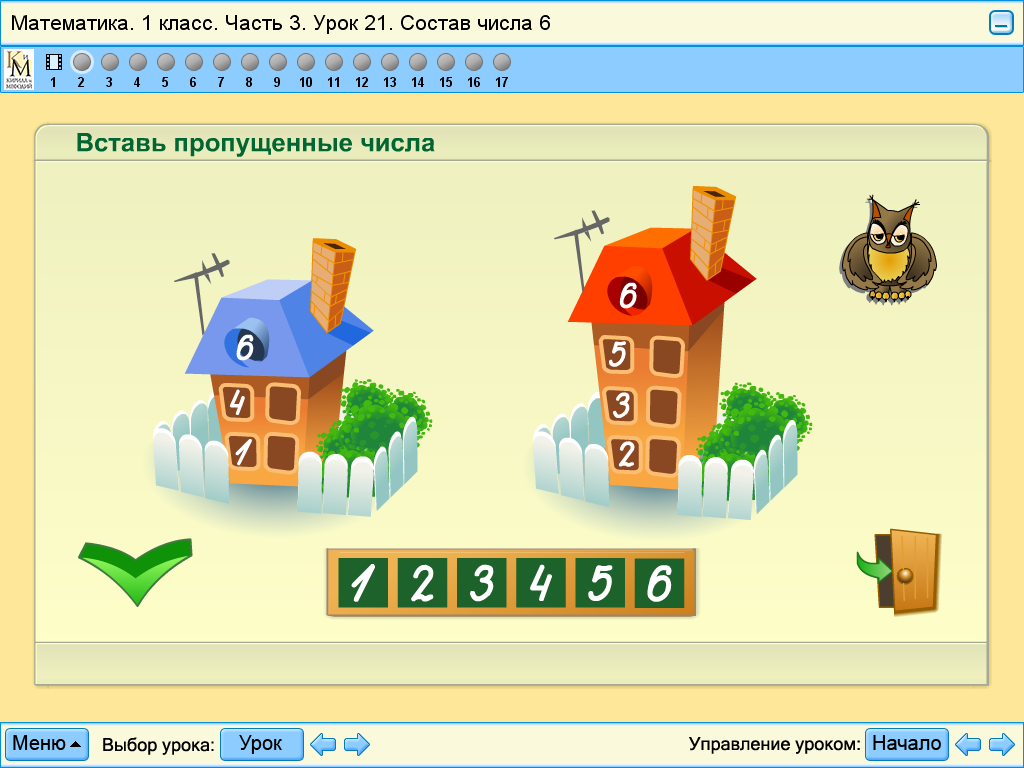 Математика. 1 класс. Часть 3. Урок 21. Состав числа 6
К и М
КИРИЛЛ и МЕФОДИЙ
1 2 3 4 5 6 7 8 9 10 11 12 13 14 15 16 17
Вставь пропущенные числа
6
4
1
6
5
3
2
1 2 3 4 5 6
Меню Выбор урока: Урок Управление уроком: Начало